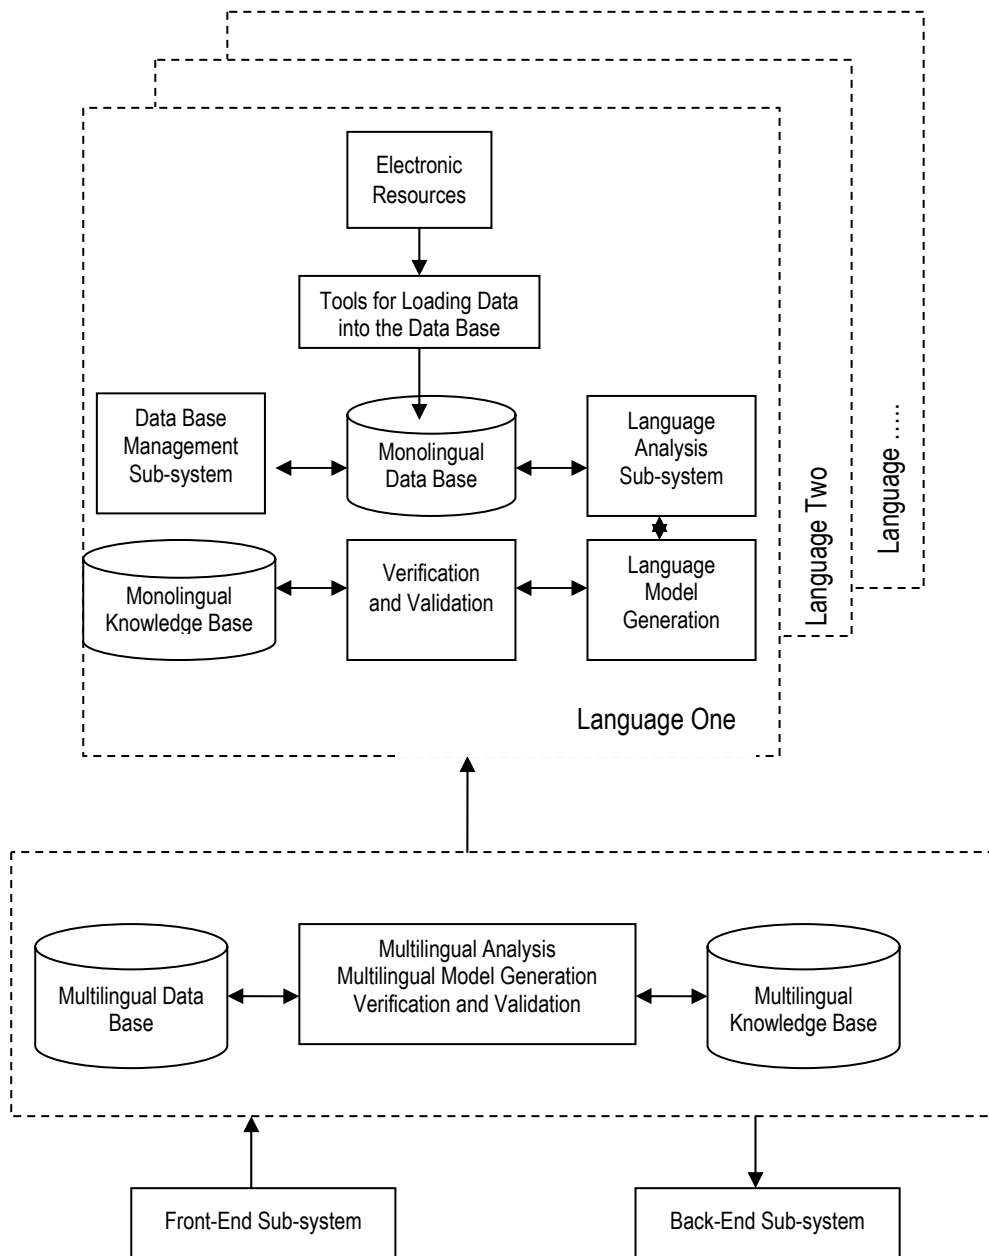 Electronic
Resources
Tools for Loading Data
into the Data Base
Data Base
Management
Sub-system
Monolingual
Data Base
Language
Analysis
Sub-system
Monolingual
Knowledge Base
Verification
and Validation
Language
Model
Generation
Language One
Language Two
Language .....
Multilingual Data
Base
Multilingual Analysis
Multilingual Model Generation
Verification and Validation
Multilingual
Knowledge Base
Front-End Sub-system
Back-End Sub-system